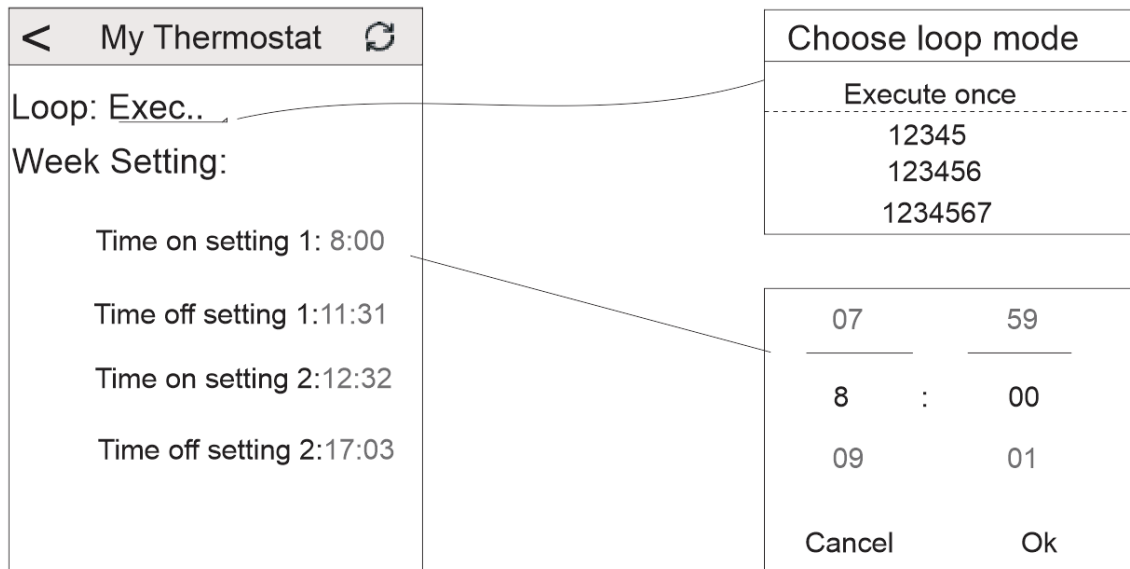 < My Thermostat
Loop: Exec..
Week Setting:
Time on setting 1: 8:00
Time off setting 1:11:31
Time on setting 2:12:32
Time off setting 2:17:03
Choose loop mode
Execute once
12345
123456
1234567
07 59
8 : 00
09 01
Cancel Ok